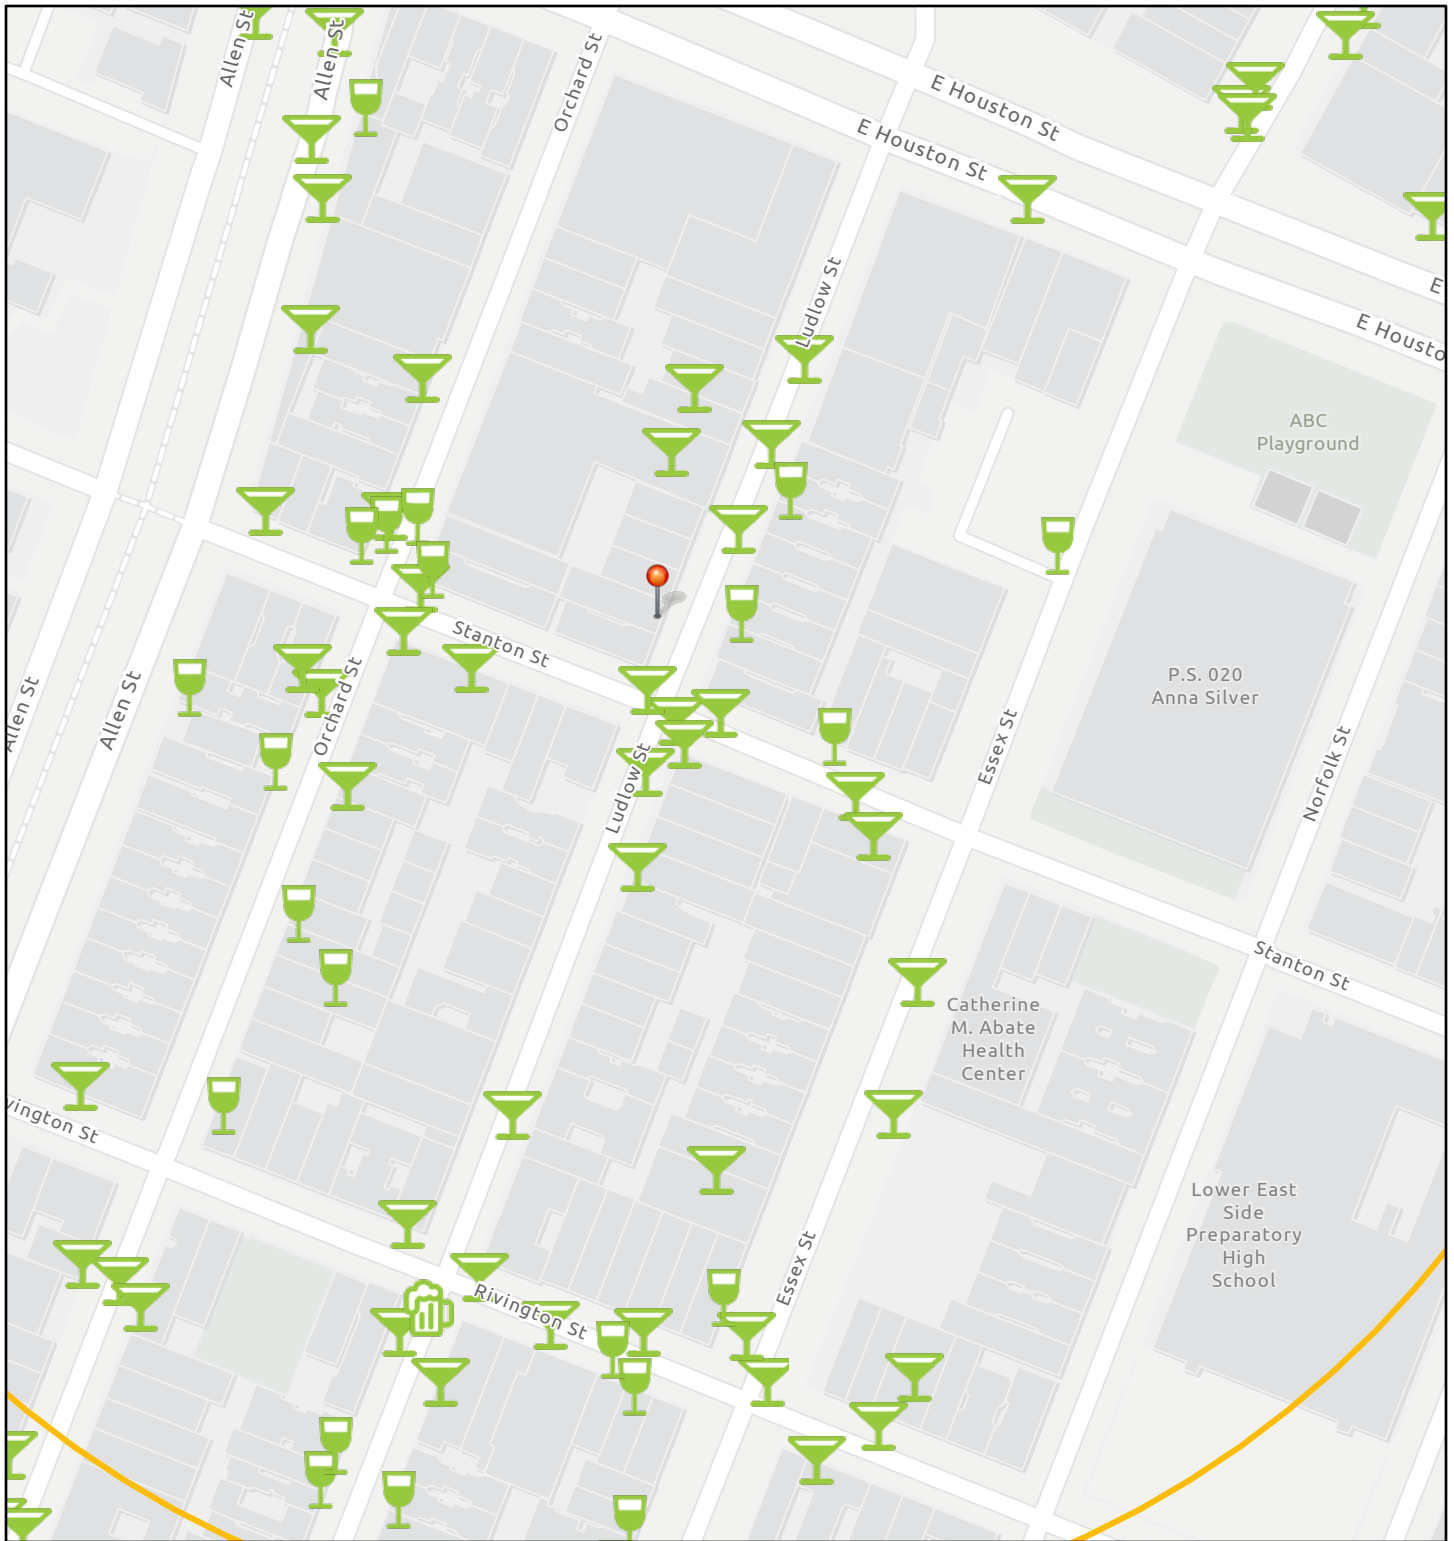 Allen St
Allen St
Orchard St
E Houston St
E Houston St
Ludlow St
E
E Housto
ABC
Playground
Stanton St
P.S. 020
Anna Silver
Allen St
Allen St
Orchard St
Ludlow St
Essex St
Norfolk St
Stanton St
Catherine
M. Abate
Health
Center
vington St
Lower East
Side
Preparatory
High
School
Essex St
Rivington St